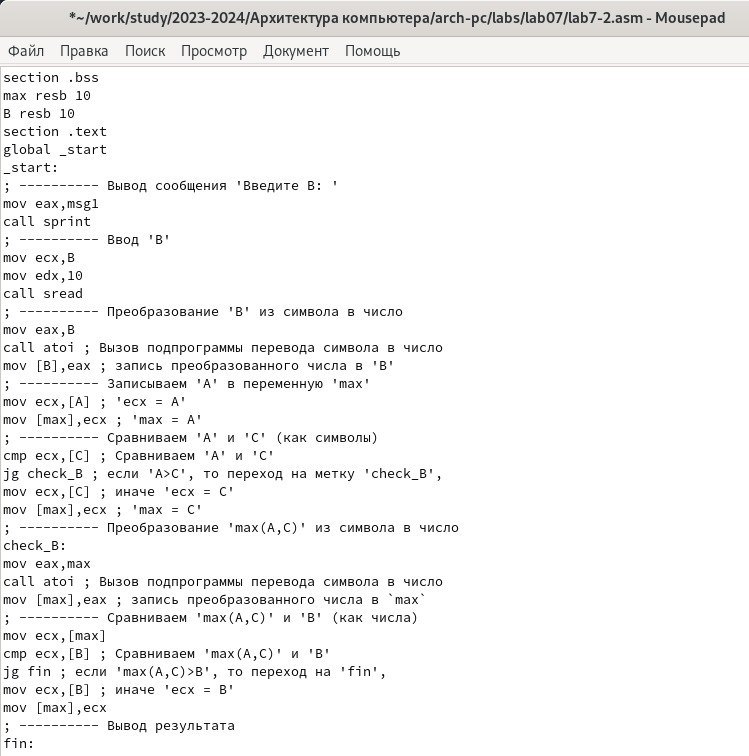 *~/work/study/2023-2024/Архитектура компьютера/arch-pc/labs/lab07/lab7-2.asm - Mousepad
Файл Правка Поиск Просмотр Документ Помощь
section .bss
max resb 10
B resb 10
section .text
global _start
_start:
; ---------- Вывод сообщения 'Введите B: '
mov eax,msg1
call sprint
; ---------- Ввод 'B'
mov ecx,B
mov edx,10
call sread
; ---------- Преобразование 'B' из символа в число
mov eax,B
call atoi ; Вызов подпрограммы перевода символа в число
mov [B],eax ; запись преобразованного числа в 'B'
; ---------- Записываем 'A' в переменную 'max'
mov ecx,[A] ; 'ecx = A'
mov [max],ecx ; 'max = A'
; ---------- Сравниваем 'A' и 'С' (как символы)
cmp ecx,[C] ; Сравниваем 'A' и 'С'
jg check_B ; если 'A>C', то переход на метку 'check_B',
mov ecx,[C] ; иначе 'ecx = C'
mov [max],ecx ; 'max = C'
; ---------- Преобразование 'max(A,C)' из символа в число
check_B:
mov eax,max
call atoi ; Вызов подпрограммы перевода символа в число
mov [max],eax ; запись преобразованного числа в `max`
; ---------- Сравниваем 'max(A,C)' и 'B' (как числа)
mov ecx,[max]
cmp ecx,[B] ; Сравниваем 'max(A,C)' и 'B'
jg fin ; если 'max(A,C)>B', то переход на 'fin',
mov ecx,[B] ; иначе 'ecx = B'
mov [max],ecx
; ---------- Вывод результата
fin: